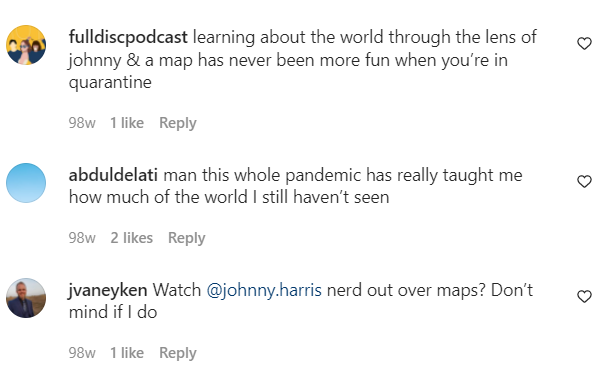 fulldiscpodcast learning about the world through the lens of
johnny & a map has never been more fun when you’re in
quarantine
98w 1 like Reply
abduldelati man this whole pandemic has really taught me
how much of the world I still haven’t seen
98w 2 likes Reply
jvaneyken Watch @johnny.harris nerd out over maps? Don’t
mind if I do
98w 1 like Reply